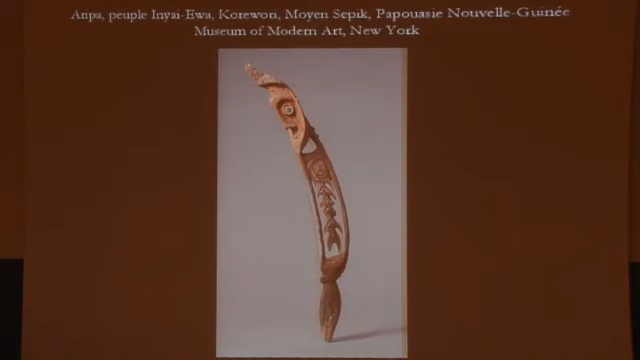 Aripa, peuple Inyai-Ewa, Korewori, Moyen Sepik, Papouasie Nouvelle-Guinée
Museum of Modern Art, New York